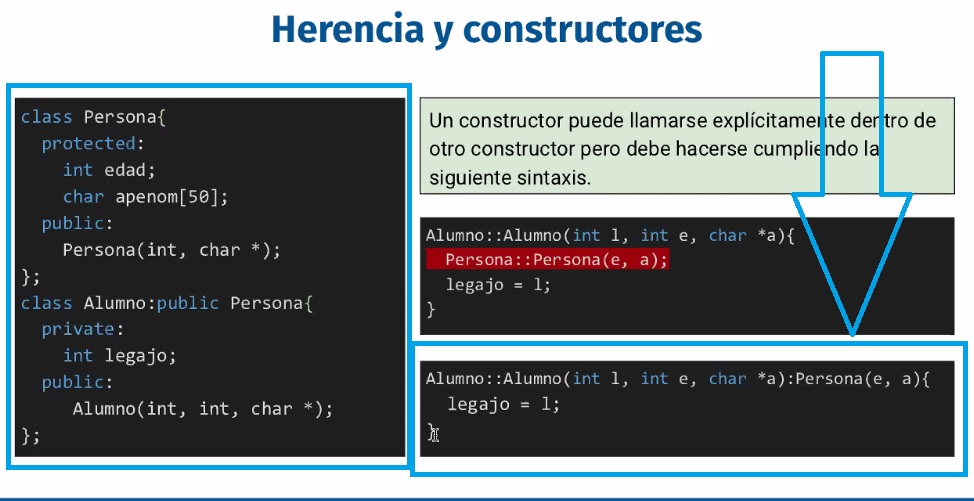 Herencia y constructores
class Persona{
protected:
int edad;
char apenom[50];
public:
Persona(int, char *);
};
class Alumno:public Persona{
private:
int legajo;
public:
Alumno(int, int, char *);
};
Un constructor puede llamarse explícitamente dentro de
otro constructor pero debe hacerse cumpliendo la
siguiente sintaxis.
Alumno::Alumno(int l, int e, char *a){
Persona::Persona(e, a);
legajo = l;
}
Alumno::Alumno(int l, int e, char *a):Persona(e, a){
legajo = l;
}